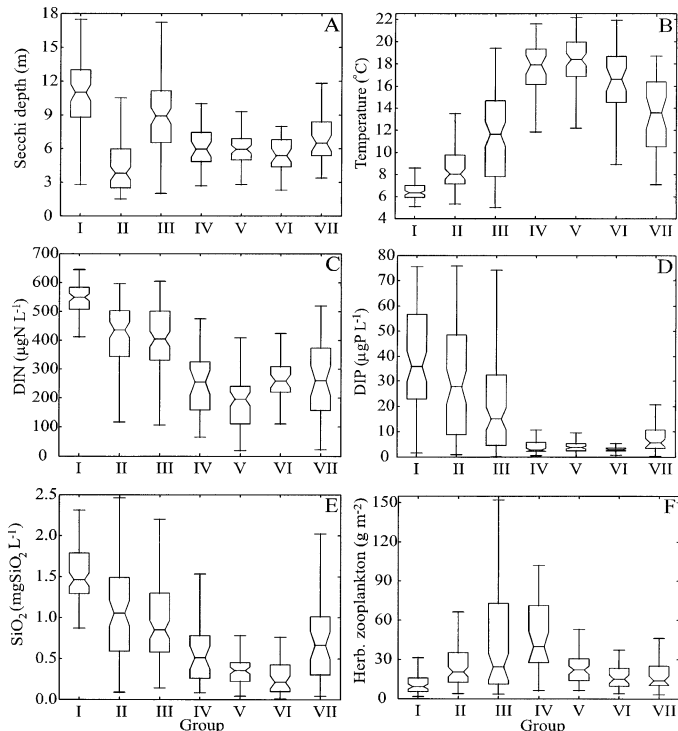 A
Secchi depth (m)
18
15
12
9
6
3
0
I II III IV V VI VII
B
Temperature (°C)
22
20
18
16
14
12
10
8
6
4
I II III IV V VI VII
C
DIN (µgN L-1)
700
600
500
400
300
200
100
0
I II III IV V VI VII
D
DIP (µgP L-1)
80
70
60
50
40
30
20
10
0
I II III IV V VI VII
E
SiO2 (mgSiO2 L-1)
2.5
2.0
1.5
1.0
0.5
0.0
I II III IV V VI VII
Group
F
Herb. zooplankton (g m-2)
150
120
90
60
30
0
I II III IV V VI VII
Group